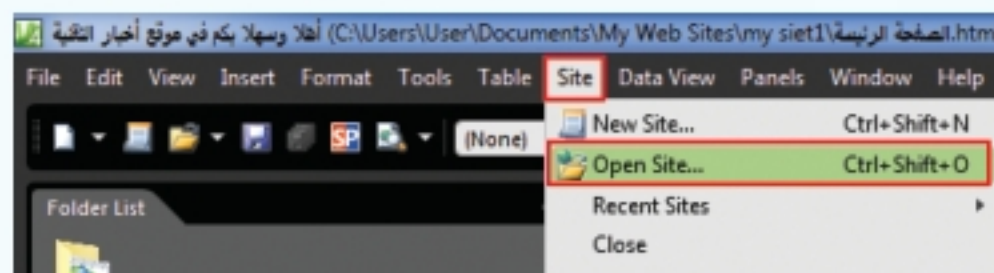 أهلا وسهلا بكم في موقع أخبار التقنية (C:\Users\User\Documents\My Web Sites\my siet1\الصفحة الرئيسة.htm
File Edit View Insert Format Tools Table Site Data View Panels Window Help
New Site... Ctrl+Shift+N
(None)
Open Site... Ctrl+Shift+O
Folder List
Recent Sites
Close